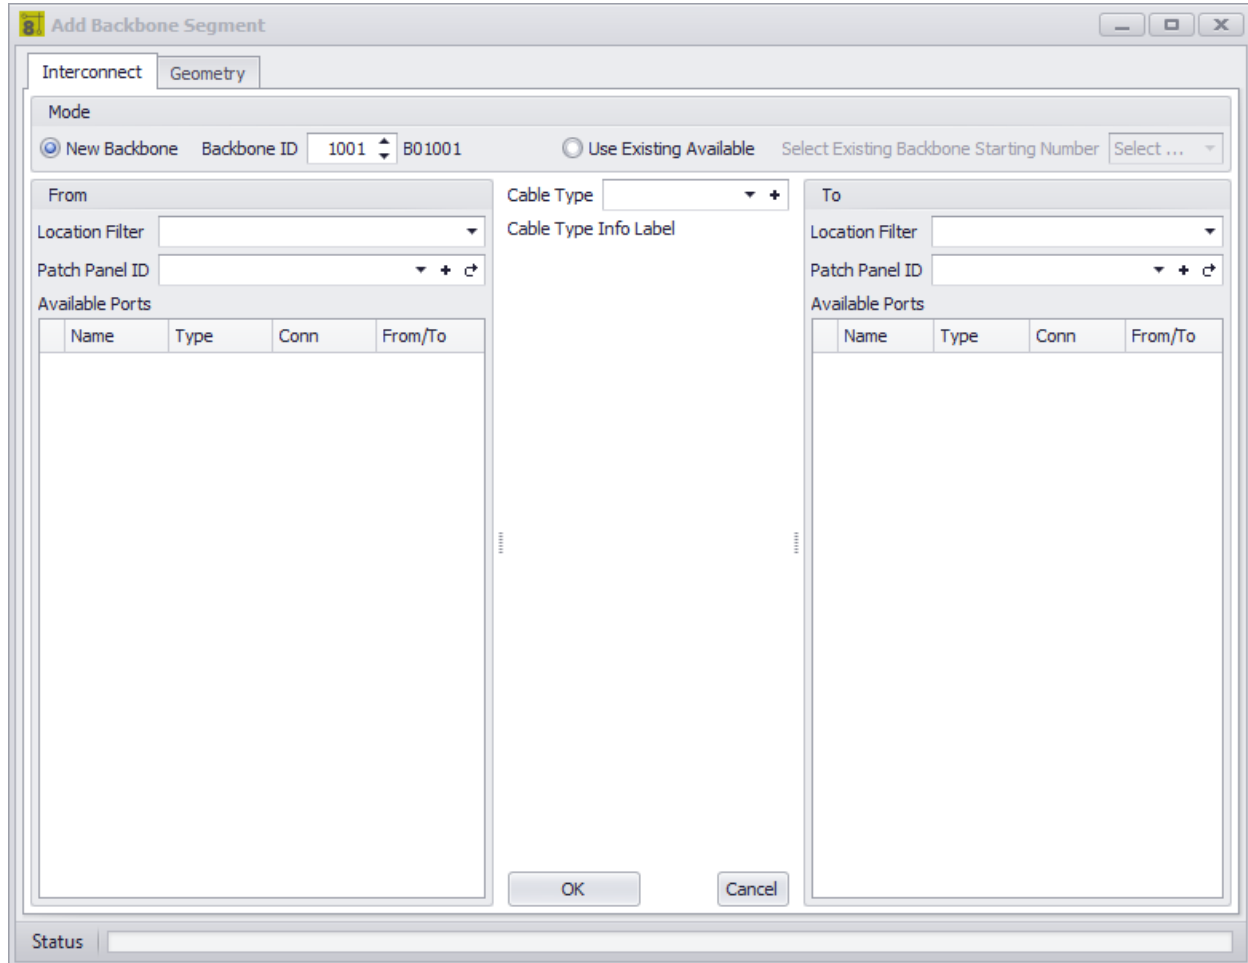 8 Add Backbone Segment
Interconnect Geometry
Mode
New Backbone Backbone ID 1001 B01001 Use Existing Available Select Existing Backbone Starting Number Select ...
From
Location Filter
Patch Panel ID
Available Ports
Name Type Conn From/To
Cable Type
Cable Type Info Label
To
Location Filter
Patch Panel ID
Available Ports
Name Type Conn From/To
OK Cancel
Status